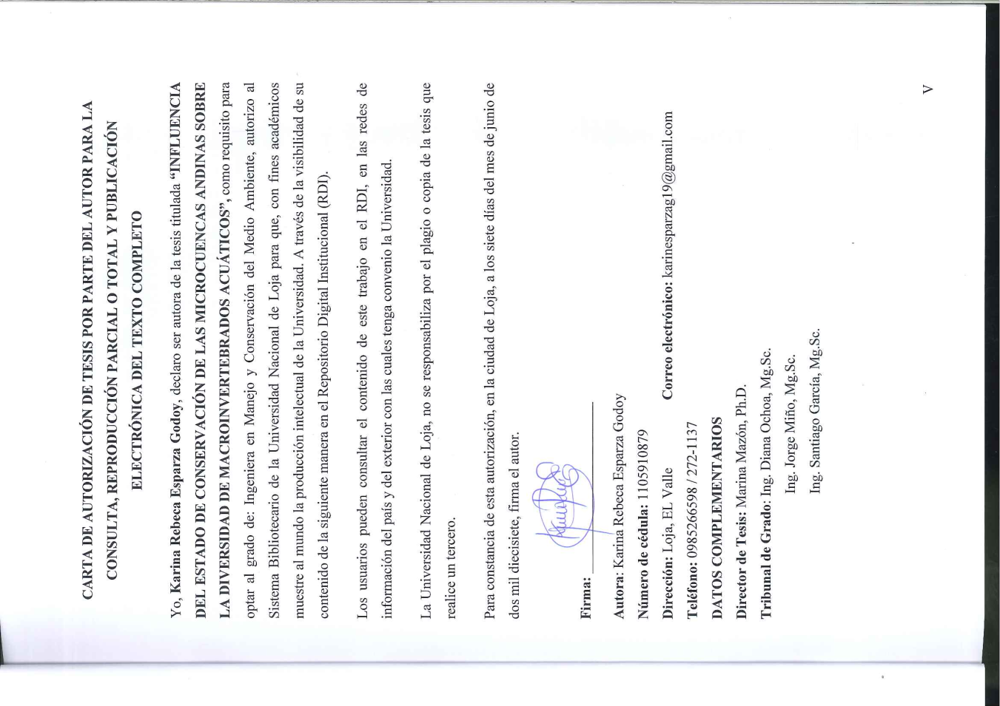 CARTA DE AUTORIZACIÓN DE TESIS POR PARTE DEL AUTOR PARA LA
CONSULTA, REPRODUCCIÓN PARCIAL O TOTAL Y PUBLICACIÓN
ELECTRÓNICA DEL TEXTO COMPLETO
Yo, Karina Rebeca Esparza Godoy, declaro ser autora de la tesis titulada “INFLUENCIA
DEL ESTADO DE CONSERVACIÓN DE LAS MICROCUENCAS ANDINAS SOBRE
LA DIVERSIDAD DE MACROINVERTEBRADOS ACUÁTICOS”, como requisito para
optar al grado de: Ingeniera en Manejo y Conservación del Medio Ambiente, autorizo al
Sistema Bibliotecario de la Universidad Nacional de Loja para que, con fines académicos
muestre al mundo la producción intelectual de la Universidad. A través de la visibilidad de su
contenido de la siguiente manera en el Repositorio Digital Institucional (RDI).
Los usuarios pueden consultar el contenido de este trabajo en el RDI, en las redes de
información del país y del exterior con las cuales tenga convenio la Universidad.
La Universidad Nacional de Loja, no se responsabiliza por el plagio o copia de la tesis que
realice un tercero.
Para constancia de esta autorización, en la ciudad de Loja, a los siete días del mes de junio de
dos mil diecisiete, firma el autor.
Firma:
Autora: Karina Rebeca Esparza Godoy
Número de cédula: 1105910879
Dirección: Loja, EL Valle Correo electrónico: karinesparzag19@gmail.com
Teléfono: 0985266598 / 272-1137
DATOS COMPLEMENTARIOS
Director de Tesis: Marina Mazón, Ph.D.
Tribunal de Grado: Ing. Diana Ochoa, Mg.Sc.
Ing. Jorge Miño, Mg.Sc.
Ing. Santiago García, Mg.Sc.
V